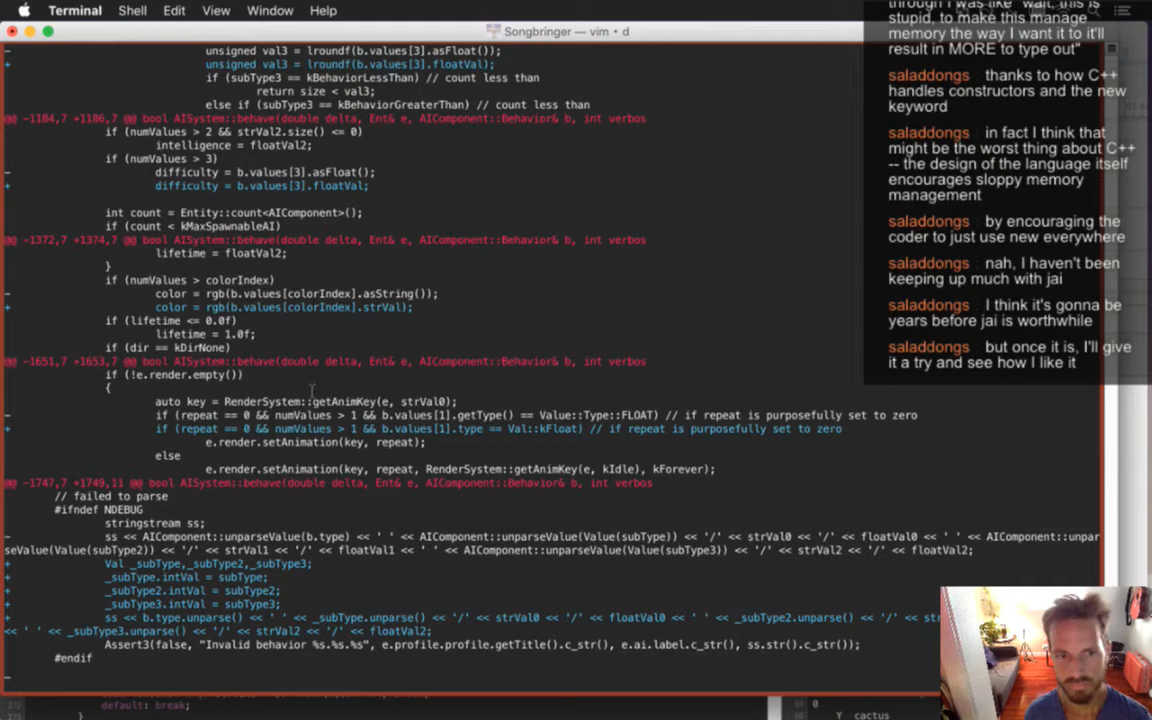 Terminal Shell Edit View Window Help
Songbringer — vim • d
- unsigned val3 = lroundf(b.values[3].asFloat());
+ unsigned val3 = lroundf(b.values[3].floatVal);
if (subType3 == kBehaviorLessThan) // count less than
return size < val3;
else if (subType3 == kBehaviorGreaterThan) // count less than
@@ -1184,7 +1186,7 @@ bool AISystem::behave(double delta, Ent& e, AIComponent::Behavior& b, int verbos
if (numValues > 2 && strVal2.size() <= 0)
intelligence = floatVal2;
if (numValues > 3)
- difficulty = b.values[3].asFloat();
+ difficulty = b.values[3].floatVal;
int count = Entity::count<AIComponent>();
if (count < kMaxSpawnableAI)
@@ -1372,7 +1374,7 @@ bool AISystem::behave(double delta, Ent& e, AIComponent::Behavior& b, int verbos
lifetime = floatVal2;
}
if (numValues > colorIndex)
- color = rgb(b.values[colorIndex].asString());
+ color = rgb(b.values[colorIndex].strVal);
if (lifetime <= 0.0f)
lifetime = 1.0f;
if (dir == kDirNone)
@@ -1651,7 +1653,7 @@ bool AISystem::behave(double delta, Ent& e, AIComponent::Behavior& b, int verbos
if (!e.render.empty())
{
auto key = RenderSystem::getAnimKey(e, strVal0);
- if (repeat == 0 && numValues > 1 && b.values[1].getType() == Value::Type::FLOAT) // if repeat is purposefully set to zero
+ if (repeat == 0 && numValues > 1 && b.values[1].type == Val::kFloat) // if repeat is purposefully set to zero
e.render.setAnimation(key, repeat);
else
e.render.setAnimation(key, repeat, RenderSystem::getAnimKey(e, kIdle), kForever);
@@ -1747,7 +1749,11 @@ bool AISystem::behave(double delta, Ent& e, AIComponent::Behavior& b, int verbos
// failed to parse
#ifndef NDEBUG
stringstream ss;
- ss << AIComponent::unparseValue(b.type) << ' ' << AIComponent::unparseValue(Value(subType)) << '/' << strVal0 << '/' << floatVal0 << ' ' << AIComponent::unpar
seValue(Value(subType2)) << '/' << strVal1 << '/' << floatVal1 << ' ' << AIComponent::unparseValue(Value(subType3)) << '/' << strVal2 << '/' << floatVal2;
+ Val _subType,_subType2,_subType3;
+ _subType.intVal = subType;
+ _subType2.intVal = subType2;
+ _subType3.intVal = subType3;
+ ss << b.type.unparse() << ' ' << _subType.unparse() << '/' << strVal0 << '/' << floatVal0 << ' ' << _subType2.unparse() << '/' << st
<< ' ' << _subType3.unparse() << '/' << strVal2 << '/' << floatVal2;
Assert3(false, "Invalid behavior %s.%s.%s", e.profile.profile.getTitle().c_str(), e.ai.label.c_str(), ss.str().c_str());
#endif
default: break;
}
0
Y cactus
through I was like "wait, this is
stupid, to make this manage
memory the way I want it to it'll
result in MORE to type out"
saladdongs thanks to how C++
handles constructors and the new
keyword
saladdongs in fact I think that
might be the worst thing about C++
-- the design of the language itself
encourages sloppy memory
management
saladdongs by encouraging the
coder to just use new everywhere
saladdongs nah, I haven't been
keeping up much with jai
saladdongs I think it's gonna be
years before jai is worthwhile
saladdongs but once it is, I'll give
it a try and see how I like it